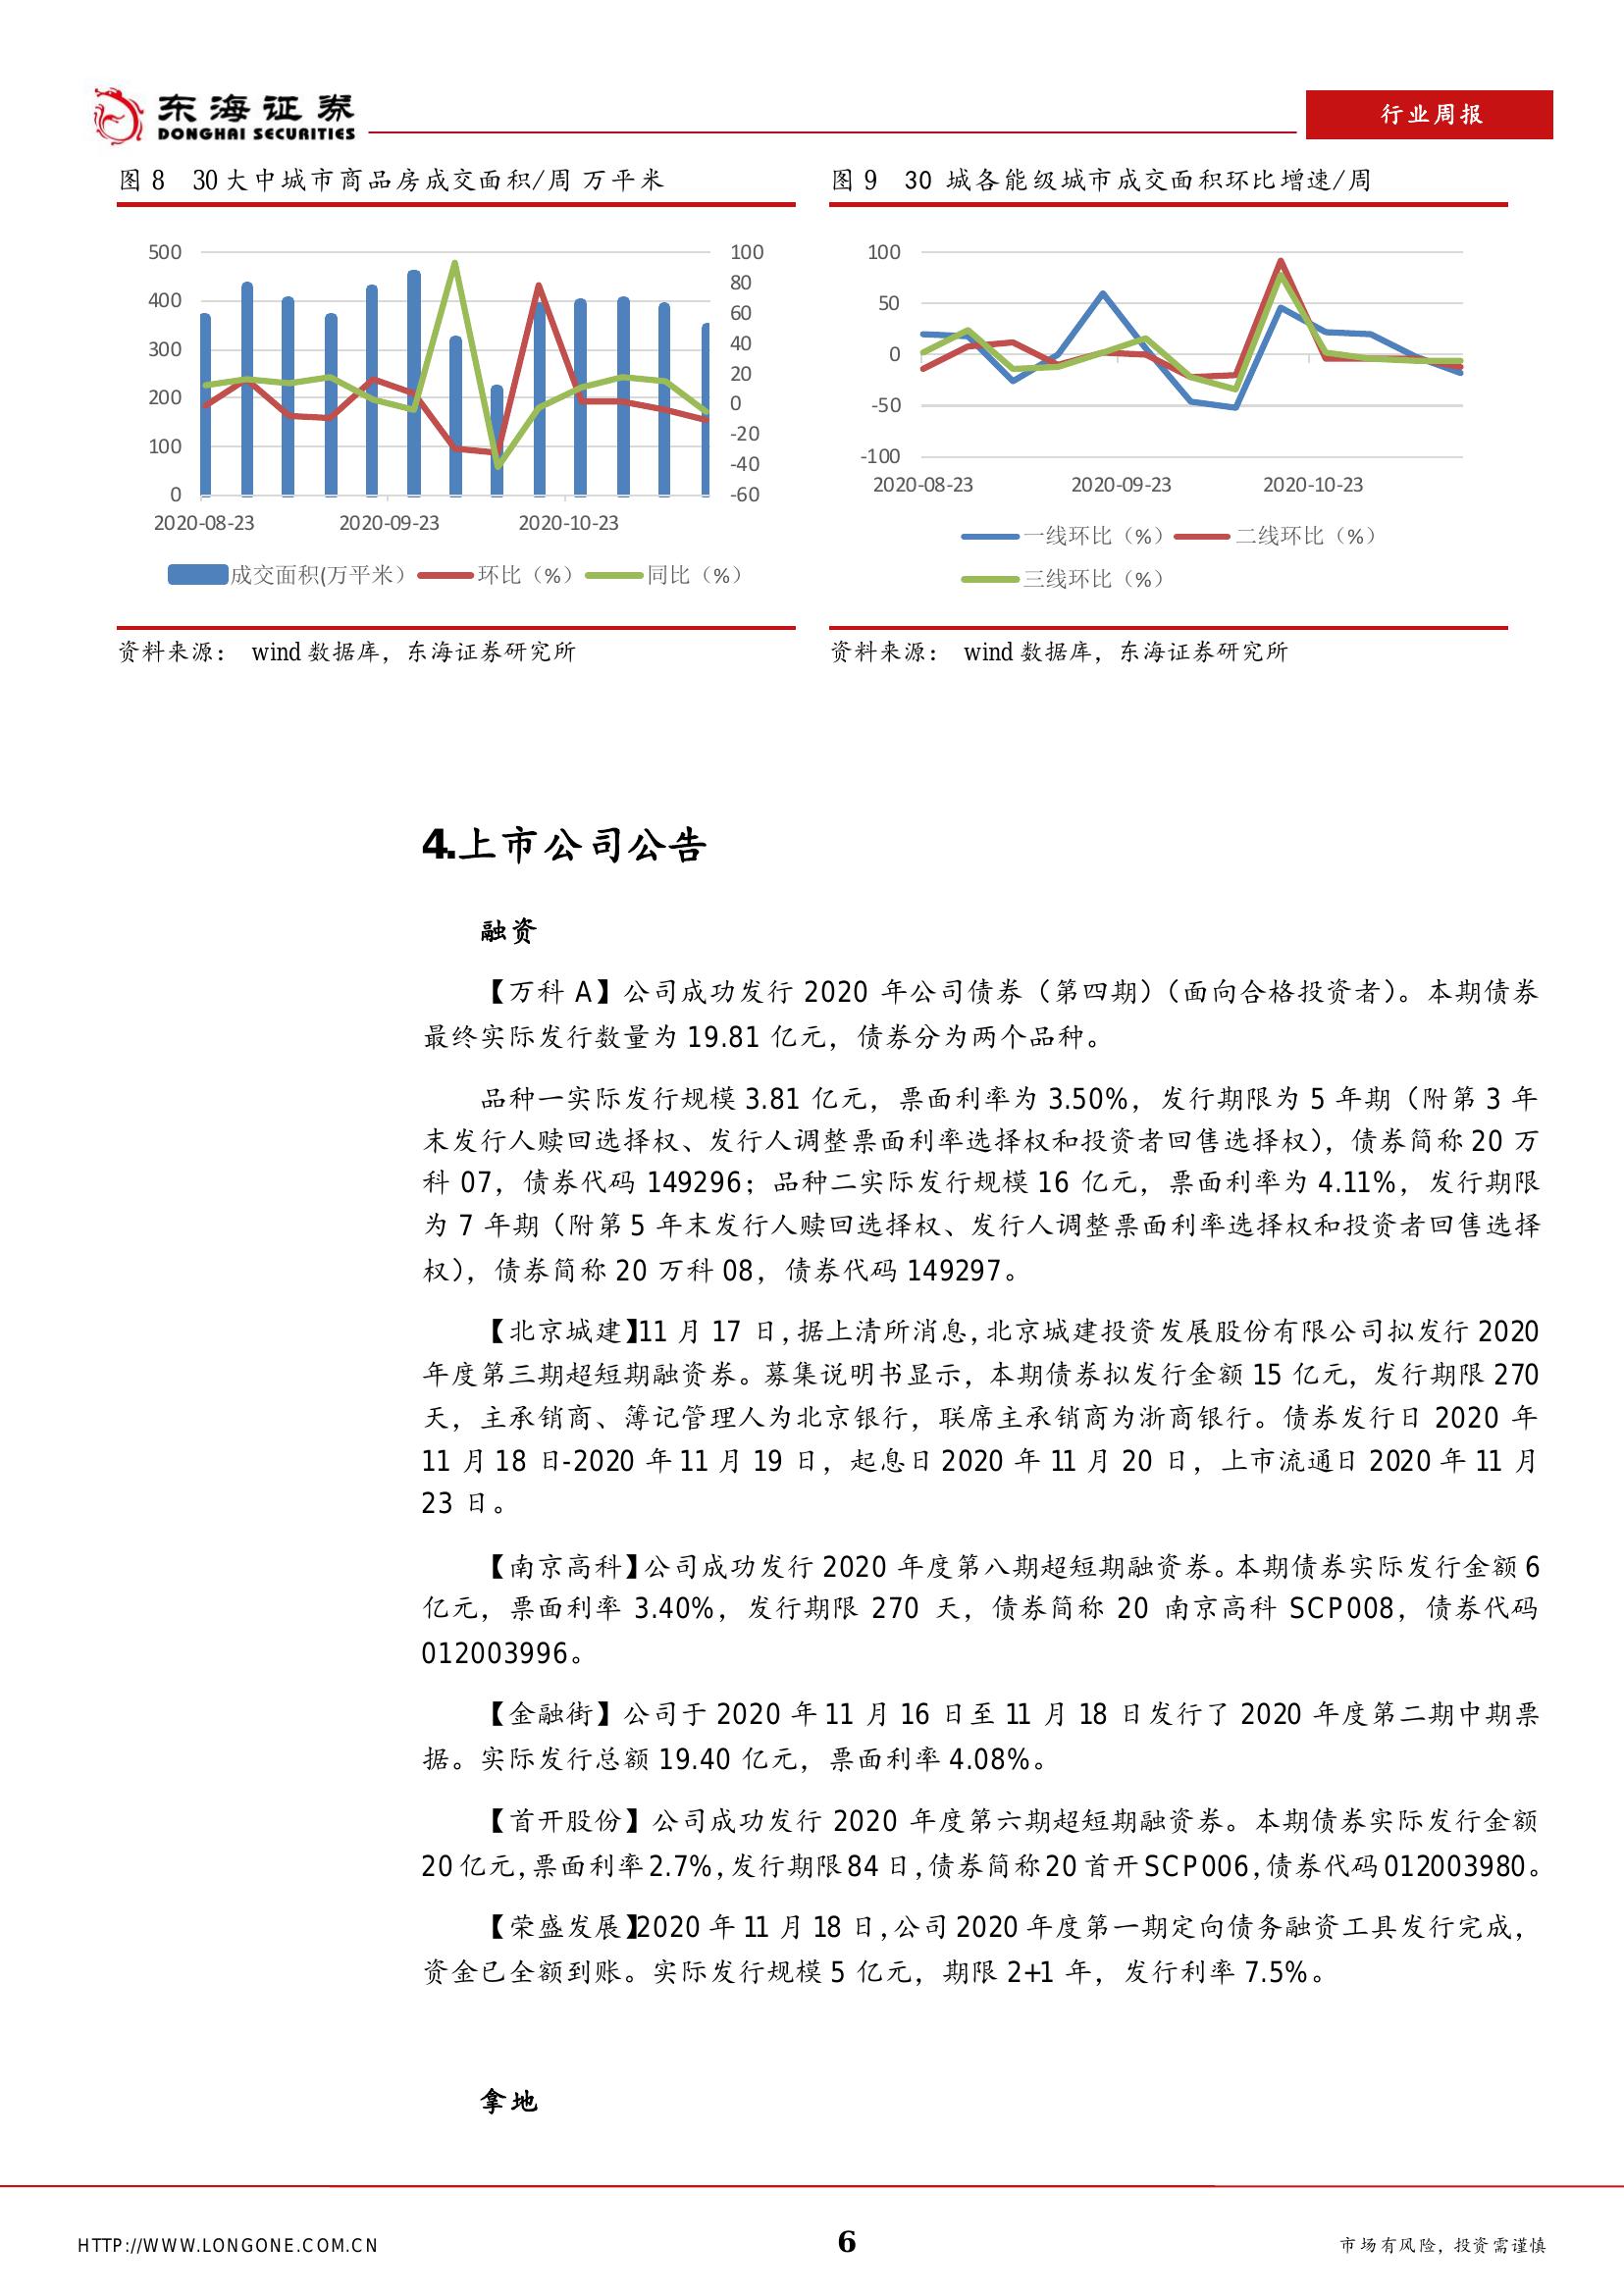 东海证券
DONGHAI SECURITIES
行业周报
图 8 30 大中城市商品房成交面积/周 万平米
500
400
300
200
100
0
100
80
60
40
20
0
-20
-40
-60
2020-08-23 2020-09-23 2020-10-23
成交面积(万平米) 环比（%） 同比（%）
资料来源： wind 数据库，东海证券研究所
图 9 30 城各能级城市成交面积环比增速/周
100
50
0
-50
-100
2020-08-23 2020-09-23 2020-10-23
一线环比（%） 二线环比（%）
三线环比（%）
资料来源： wind 数据库，东海证券研究所
4.上市公司公告
融资
【万科 A】公司成功发行 2020 年公司债券（第四期）（面向合格投资者）。本期债券
最终实际发行数量为 19.81 亿元，债券分为两个品种。
品种一实际发行规模 3.81 亿元，票面利率为 3.50%，发行期限为 5 年期（附第 3 年
末发行人赎回选择权、发行人调整票面利率选择权和投资者回售选择权），债券简称 20 万
科 07，债券代码 149296；品种二实际发行规模 16 亿元，票面利率为 4.11%，发行期限
为 7 年期（附第 5 年末发行人赎回选择权、发行人调整票面利率选择权和投资者回售选择
权），债券简称 20 万科 08，债券代码 149297。
【北京城建】11 月 17 日，据上清所消息，北京城建投资发展股份有限公司拟发行 2020
年度第三期超短期融资券。募集说明书显示，本期债券拟发行金额 15 亿元，发行期限 270
天，主承销商、簿记管理人为北京银行，联席主承销商为浙商银行。债券发行日 2020 年
11 月 18 日-2020 年 11 月 19 日，起息日 2020 年 11 月 20 日，上市流通日 2020 年 11 月
23 日。
【南京高科】公司成功发行 2020 年度第八期超短期融资券。本期债券实际发行金额 6
亿元，票面利率 3.40%，发行期限 270 天，债券简称 20 南京高科 SCP008，债券代码
012003996。
【金融街】公司于 2020 年 11 月 16 日至 11 月 18 日发行了 2020 年度第二期中期票
据。实际发行总额 19.40 亿元，票面利率 4.08%。
【首开股份】公司成功发行 2020 年度第六期超短期融资券。本期债券实际发行金额
20 亿元，票面利率 2.7%，发行期限 84 日，债券简称 20 首开 SCP006，债券代码 012003980。
【荣盛发展】2020 年 11 月 18 日，公司 2020 年度第一期定向债务融资工具发行完成，
资金已全额到账。实际发行规模 5 亿元，期限 2+1 年，发行利率 7.5%。
拿地
HTTP://WWW.LONGONE.COM.CN
6
市场有风险，投资需谨慎